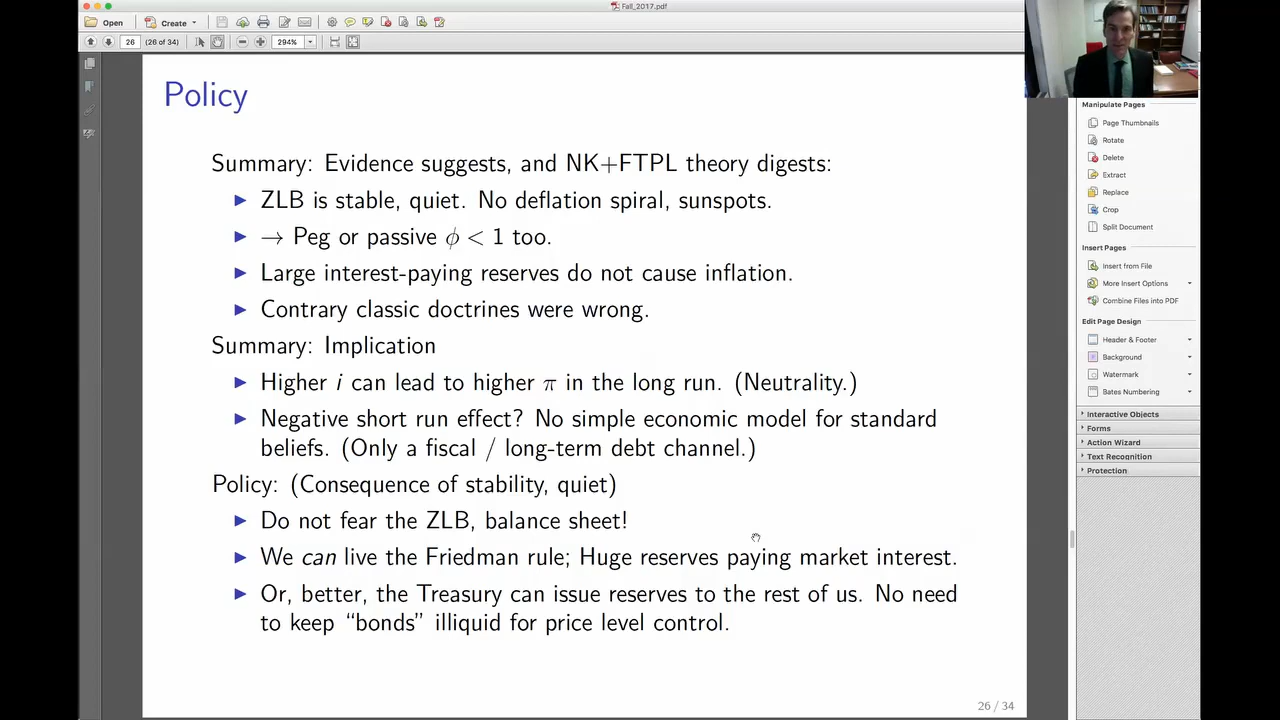 Fall_2017.pdf
Open
Create
26
(26 of 34)
294%
Policy
Summary: Evidence suggests, and NK+FTPL theory digests:
▶ ZLB is stable, quiet. No deflation spiral, sunspots.
▶ → Peg or passive ϕ < 1 too.
▶ Large interest-paying reserves do not cause inflation.
▶ Contrary classic doctrines were wrong.
Summary: Implication
▶ Higher i can lead to higher π in the long run. (Neutrality.)
▶ Negative short run effect? No simple economic model for standard
beliefs. (Only a fiscal / long-term debt channel.)
Policy: (Consequence of stability, quiet)
▶ Do not fear the ZLB, balance sheet!
▶ We can live the Friedman rule; Huge reserves paying market interest.
▶ Or, better, the Treasury can issue reserves to the rest of us. No need
to keep “bonds” illiquid for price level control.
26 / 34
Manipulate Pages
Page Thumbnails
Rotate
Delete
Extract
Replace
Crop
Split Document
Insert Pages
Insert from File
More Insert Options
Combine Files into PDF
Edit Page Design
Header & Footer
Background
Watermark
Bates Numbering
Interactive Objects
Forms
Action Wizard
Text Recognition
Protection